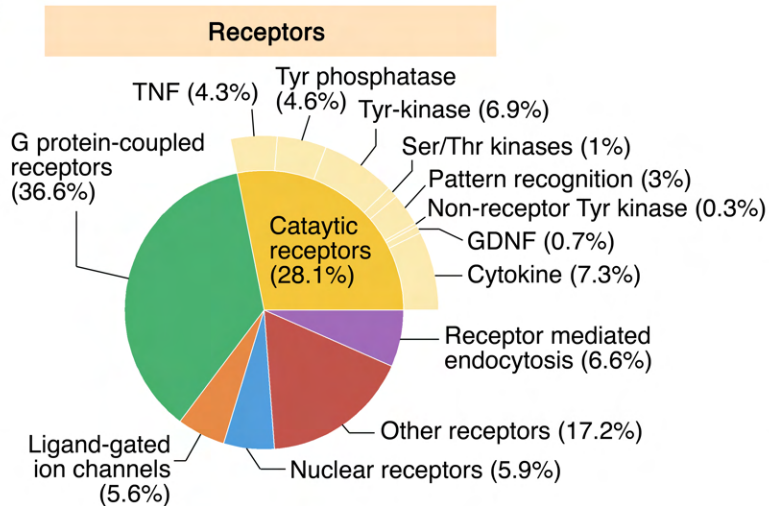 Receptors
TNF (4.3%)
Tyr phosphatase
(4.6%)
Tyr-kinase (6.9%)
Ser/Thr kinases (1%)
Pattern recognition (3%)
Non-receptor Tyr kinase (0.3%)
GDNF (0.7%)
Cytokine (7.3%)
G protein-coupled
receptors
(36.6%)
Cataytic
receptors
(28.1%)
Receptor mediated
endocytosis (6.6%)
Other receptors (17.2%)
Nuclear receptors (5.9%)
Ligand-gated
ion channels
(5.6%)